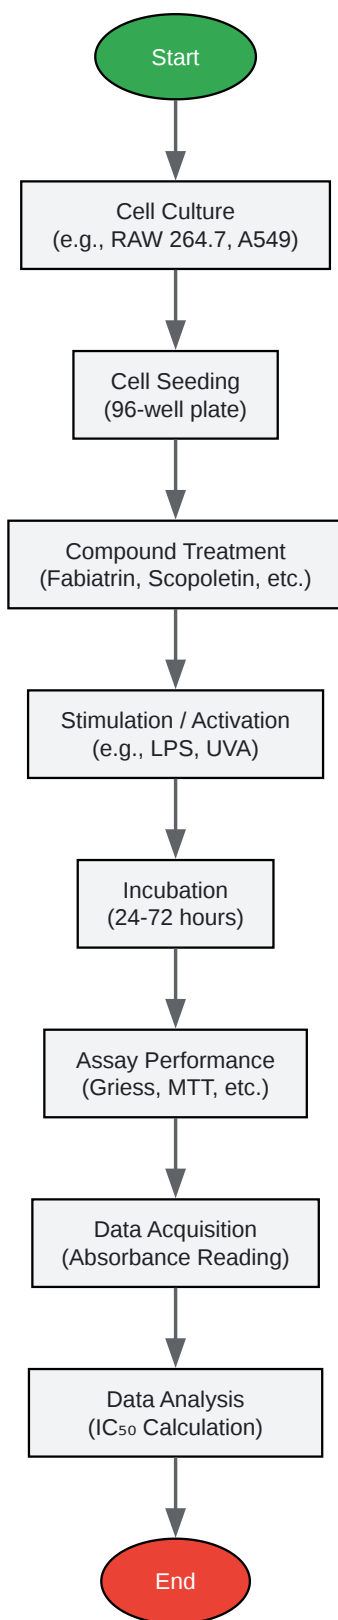 Start
Cell Culture
(e.g., RAW 264.7, A549)
Cell Seeding
(96-well plate)
Compound Treatment
(Fabiatrin, Scopoletin, etc.)
Stimulation / Activation
(e.g., LPS, UVA)
Incubation
(24-72 hours)
Assay Performance
(Griess, MTT, etc.)
Data Acquisition
(Absorbance Reading)
Data Analysis
(IC₅₀ Calculation)
End